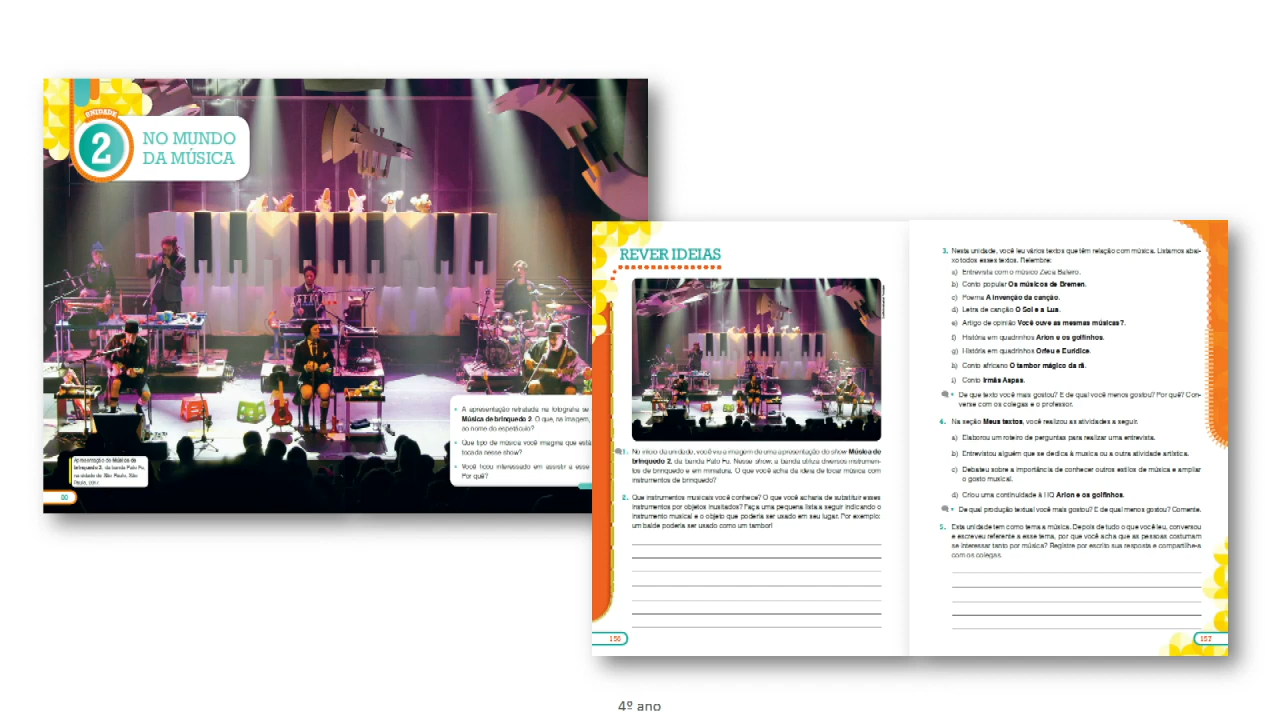 UNIDADE
2
NO MUNDO
DA MÚSICA
A apresentação retratada na fotografia se
Música de brinquedo 2. O que, na imagem,
ao nome do espetáculo?
Que tipo de música você imagina que está
tocada nesse show?
Você ficou interessado em assistir a esse
Por quê?
Apresentação de Música de
brinquedo 2, da banda Pato Fu,
na cidade de São Paulo, São
REVER IDEIAS
1. No início da unidade, você viu a imagem de uma apresentação do show Música de
brinquedo 2, da banda Pato Fu. Nesse show, a banda utiliza diversos instrumen-
tos de brinquedo e em miniatura. O que você acha da ideia de tocar música com
instrumentos de brinquedo?
2. Que instrumentos musicais você conhece? O que você acharia de substituir esses
instrumentos por objetos inusitados? Faça uma pequena lista a seguir indicando o
instrumento musical e o objeto que poderia ser usado em seu lugar. Por exemplo:
um balde poderia ser usado como um tambor!
156
3. Nesta unidade, você leu vários textos que têm relação com música. Listamos abai-
xo todos esses textos. Relembre:
a) Entrevista com o músico Zeca Baleiro.
b) Conto popular Os músicos de Bremen.
c) Poema A invenção da canção.
d) Letra de canção O Sol e a Lua.
e) Artigo de opinião Você ouve as mesmas músicas?.
f) História em quadrinhos Arion e os golfinhos.
g) História em quadrinhos Orfeu e Eurídice.
h) Conto africano O tambor mágico da rã.
i) Conto Irmãs Aspas.
De que texto você mais gostou? E de qual você menos gostou? Por quê? Con-
verse com os colegas e o professor.
4. Na seção Meus textos, você realizou as atividades a seguir.
a) Elaborou um roteiro de perguntas para realizar uma entrevista.
b) Entrevistou alguém que se dedica à musica ou a outra atividade artística.
c) Debateu sobre a importância de conhecer outros estilos de música e ampliar
o gosto musical.
d) Criou uma continuidade à HQ Arion e os golfinhos.
De qual produção textual você mais gostou? E de qual menos gostou? Comente.
5. Esta unidade tem como tema a música. Depois de tudo o que você leu, conversou
e escreveu referente a esse tema, por que você acha que as pessoas costumam
se interessar tanto por música? Registre por escrito sua resposta e compartilhe-a
com os colegas.
157
4º ano